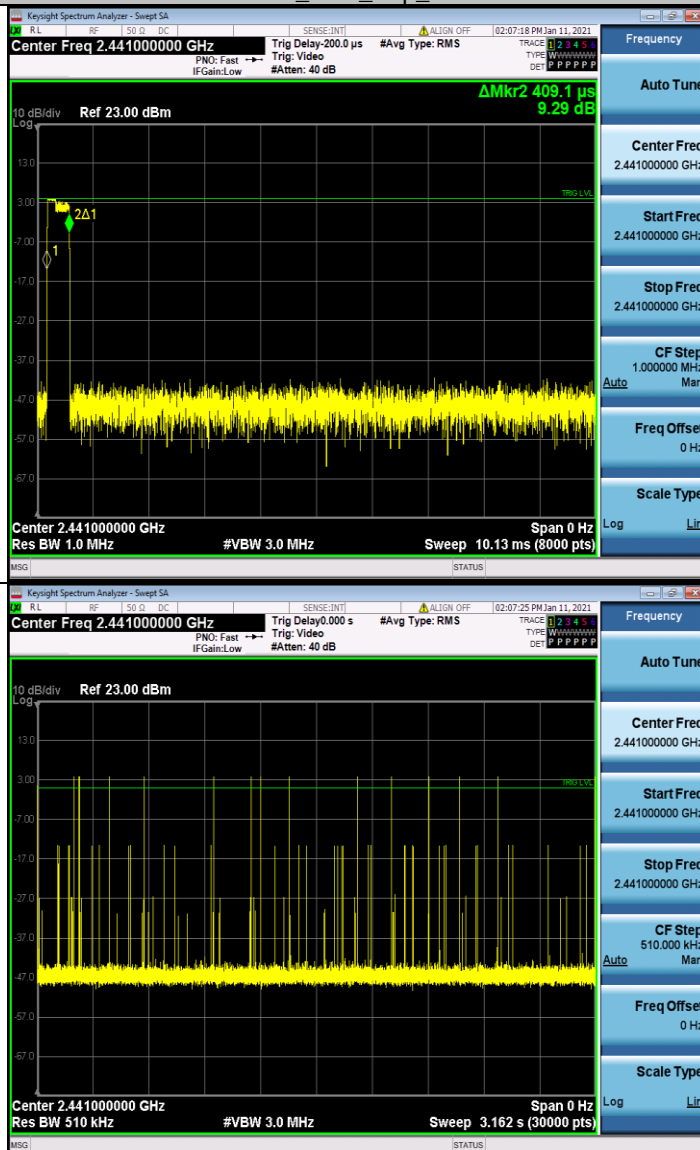 Keysight Spectrum Analyzer - Swept SA
RL RF 50 Ω DC SENSE:INT ALIGN OFF 02:07:18 PM Jan 11, 2021
Center Freq 2.441000000 GHz
Trig Delay-200.0 µs #Avg Type: RMS
PNO: Fast Trig: Video
IFGain:Low #Atten: 40 dB
TRACE 1 2 3 4 5 6
TYPE
DET P P P P P P
ΔMkr2 409.1 µs
9.29 dB
10 dB/div Ref 23.00 dBm
Log
13.0
TRIG LVL
3.00
2Δ1
-7.00
1
-17.0
-27.0
-37.0
-47.0
-57.0
-67.0
Center 2.441000000 GHz Span 0 Hz
Res BW 1.0 MHz #VBW 3.0 MHz Sweep 10.13 ms (8000 pts)
MSG STATUS
Frequency
Auto Tune
Center Freq
2.441000000 GHz
Start Freq
2.441000000 GHz
Stop Freq
2.441000000 GHz
CF Step
1.000000 MHz
Auto Man
Freq Offset
0 Hz
Scale Type
Log Lin
Keysight Spectrum Analyzer - Swept SA
RL RF 50 Ω DC SENSE:INT ALIGN OFF 02:07:25 PM Jan 11, 2021
Center Freq 2.441000000 GHz
Trig Delay0.000 s #Avg Type: RMS
PNO: Fast Trig: Video
IFGain:Low #Atten: 40 dB
TRACE 1 2 3 4 5 6
TYPE
DET P P P P P P
10 dB/div Ref 23.00 dBm
Log
13.0
3.00
TRIG LVL
-7.00
-17.0
-27.0
-37.0
-47.0
-57.0
-67.0
Center 2.441000000 GHz Span 0 Hz
Res BW 510 kHz #VBW 3.0 MHz Sweep 3.162 s (30000 pts)
MSG STATUS
Frequency
Auto Tune
Center Freq
2.441000000 GHz
Start Freq
2.441000000 GHz
Stop Freq
2.441000000 GHz
CF Step
510.000 kHz
Auto Man
Freq Offset
0 Hz
Scale Type
Log Lin